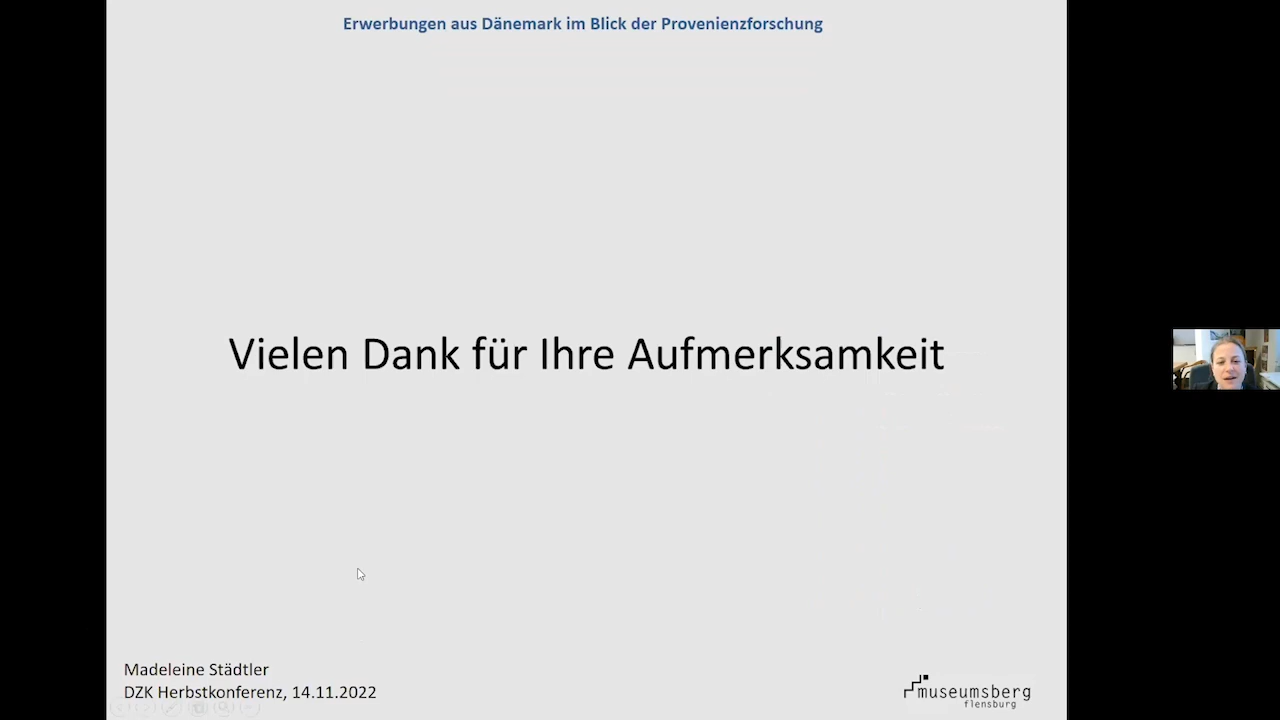 Erwerbungen aus Dänemark im Blick der Provenienzforschung
Vielen Dank für Ihre Aufmerksamkeit
Madeleine Städtler
DZK Herbstkonferenz, 14.11.2022
museumsberg
flensburg